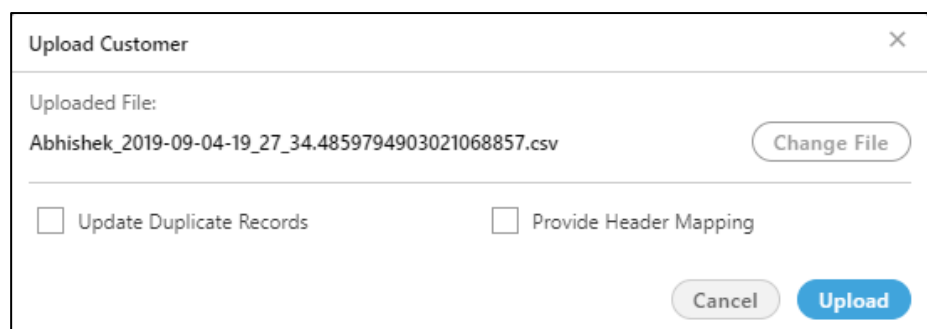 Upload Customer
Uploaded File:
Abhishek_2019-09-04-19_27_34.4859794903021068857.csv
Change File
Update Duplicate Records
Provide Header Mapping
Cancel
Upload